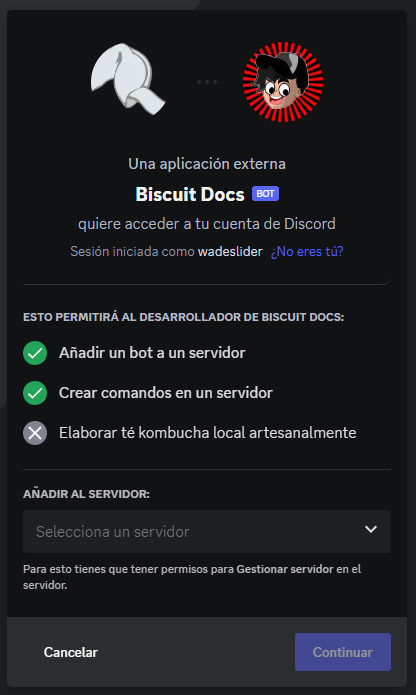 Una aplicación externa
Biscuit Docs BOT
quiere acceder a tu cuenta de Discord
Sesión iniciada como wadeslider ¿No eres tú?
ESTO PERMITIRÁ AL DESARROLLADOR DE BISCUIT DOCS:
Añadir un bot a un servidor
Crear comandos en un servidor
Elaborar té kombucha local artesanalmente
AÑADIR AL SERVIDOR:
Selecciona un servidor
Para esto tienes que tener permisos para Gestionar servidor en el
servidor.
Cancelar Continuar